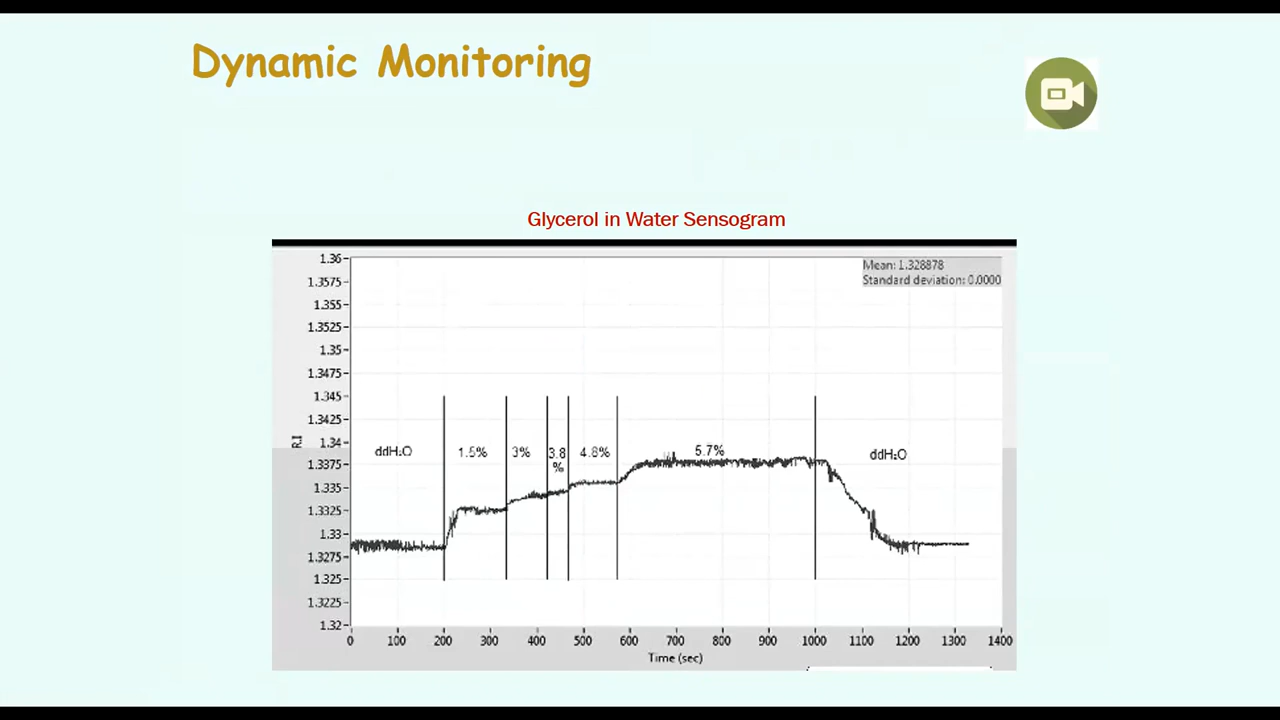 Dynamic Monitoring
Glycerol in Water Sensogram
Mean: 1.328878
Standard deviation: 0.0000
1.36
1.3575
1.355
1.3525
1.35
1.3475
1.345
1.3425
1.34
1.3375
1.335
1.3325
1.33
1.3275
1.325
1.3225
1.32
RI
ddH₂O
1.5%
3%
3.8
%
4.8%
5.7%
ddH₂O
0 100 200 300 400 500 600 700 800 900 1000 1100 1200 1300 1400
Time (sec)